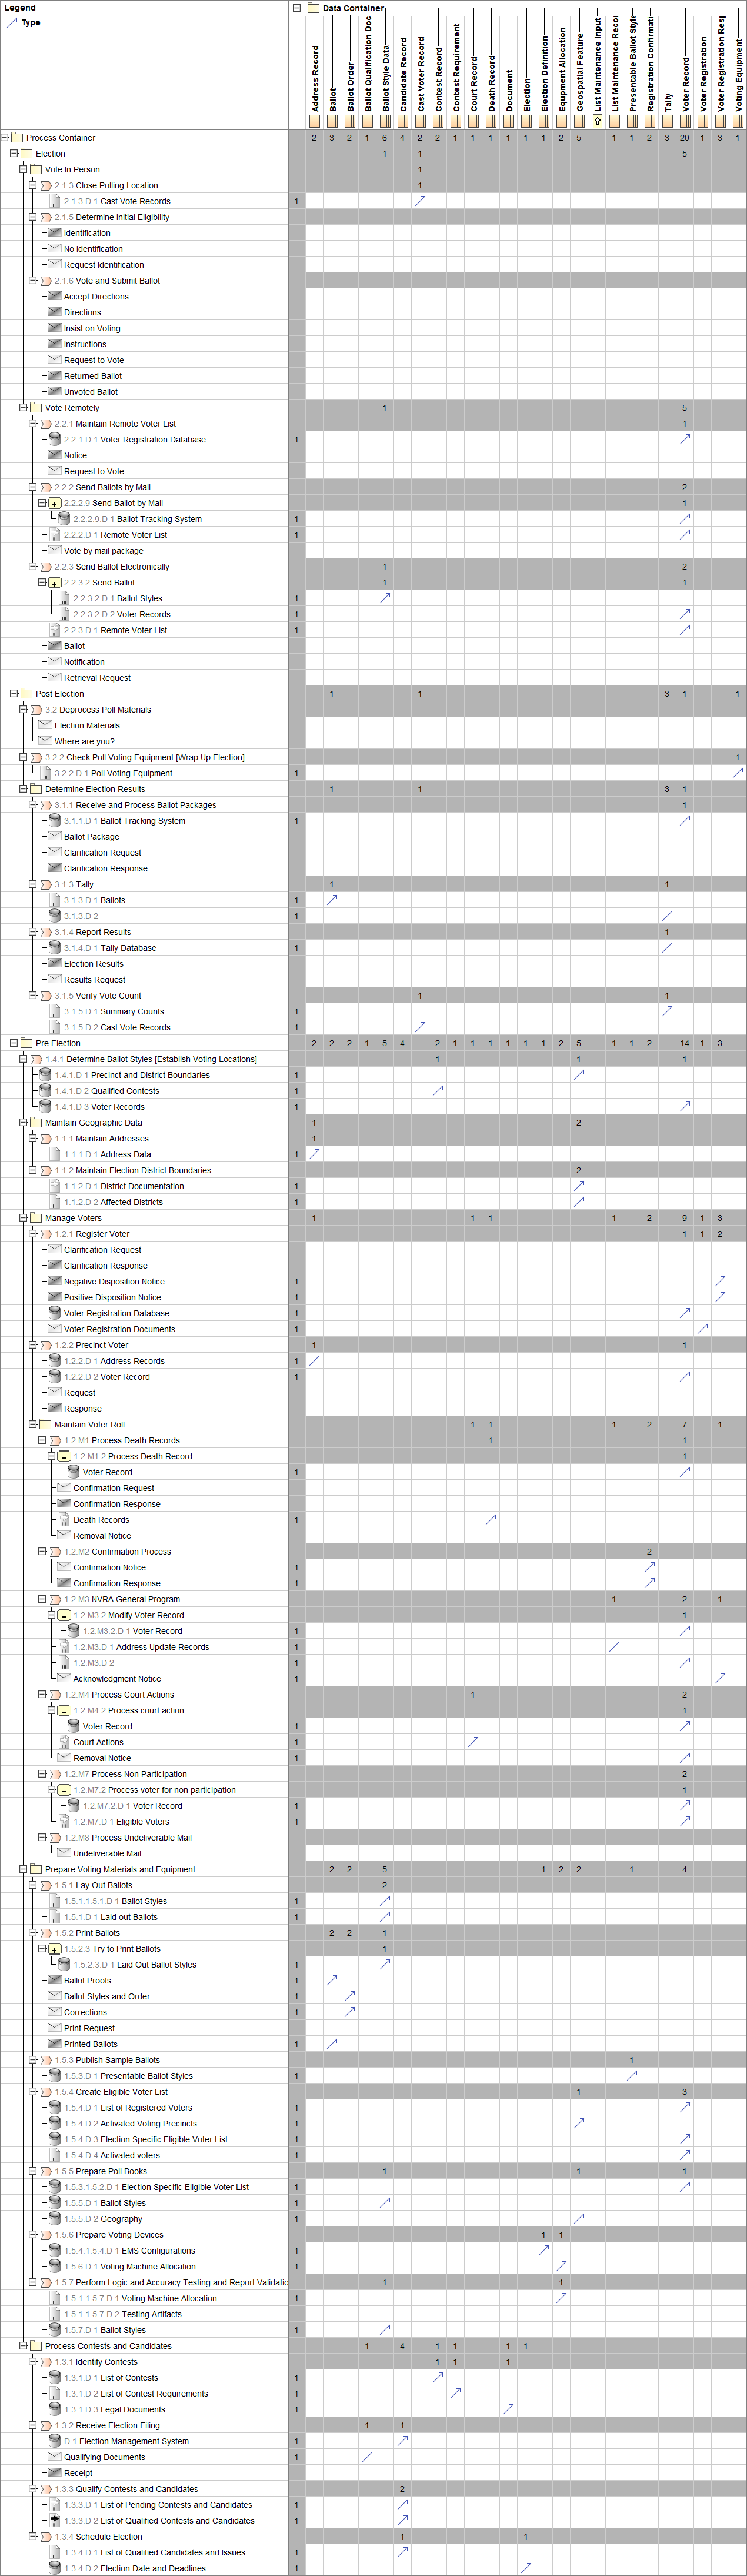 Legend
Type
Data Container
Address Record
Ballot
Ballot Order
Ballot Qualification Doc
Ballot Style Data
Candidate Record
Cast Voter Record
Contest Record
Contest Requirement
Court Record
Death Record
Document
Election
Election Definition
Equpment Allocation
Geospatial Feature
List Maintenance Input
List Maintenance Reco
Presentable Ballot Style
Registration Confirmati
Tally
Voter Record
Voter Registration
Voter Registration Res
Voting Equipment
Process Container 2 3 2 1 6 4 2 2 1 1 1 1 1 1 2 5 1 1 2 3 20 1 3 1
Election 1 1 5
Vote In Person 1
2.1.3 Close Polling Location 1
2.1.3.D 1 Cast Vote Records 1
2.1.5 Determine Initial Eligibility
Identification
No Identification
Request Identification
2.1.6 Vote and Submit Ballot
Accept Directions
Directions
Insist on Voting
Instructions
Request to Vote
Returned Ballot
Unvoted Ballot
Vote Remotely 1 5
2.2.1 Maintain Remote Voter List 1
2.2.1.D 1 Voter Registration Database 1
Notice
Request to Vote
2.2.2 Send Ballots by Mail 2
2.2.2.9 Send Ballot by Mail 1
2.2.2.9.D 1 Ballot Tracking System 1
2.2.2.D 1 Remote Voter List 1
Vote by mail package
2.2.3 Send Ballot Electronically 1 2
2.2.3.2 Send Ballot 1 1
2.2.3.2.D 1 Ballot Styles 1
2.2.3.2.D 2 Voter Records 1
2.2.3.D 1 Remote Voter List 1
Ballot
Notification
Retrieval Request
Post Election 1 1 3 1 1
3.2 Deprocess Poll Materials
Election Materials
Where are you?
3.2.2 Check Poll Voting Equipment [Wrap Up Election] 1
3.2.2.D 1 Poll Voting Equipment 1
Determine Election Results 1 1 3 1
3.1.1 Receive and Process Ballot Packages 1
3.1.1.D 1 Ballot Tracking System 1
Ballot Package
Clarification Request
Clarification Response
3.1.3 Tally 1 1
3.1.3.D 1 Ballots 1
3.1.3.D 2 1
3.1.4 Report Results 1
3.1.4.D 1 Tally Database 1
Election Results
Results Request
3.1.5 Verify Vote Count 1 1
3.1.5.D 1 Summary Counts 1
3.1.5.D 2 Cast Vote Records 1
Pre Election 2 2 2 1 5 4 2 1 1 1 1 1 1 2 5 1 1 2 14 1 3
1.4.1 Determine Ballot Styles [Establish Voting Locations] 1 1 1
1.4.1.D 1 Precinct and District Boundaries 1
1.4.1.D 2 Qualified Contests 1
1.4.1.D 3 Voter Records 1
Maintain Geographic Data 1 2
1.1.1 Maintain Addresses 1
1.1.1.D 1 Address Data 1
1.1.2 Maintain Election District Boundaries 2
1.1.2.D 1 District Documentation 1
1.1.2.D 2 Affected Districts 1
Manage Voters 1 1 1 1 2 9 1 3
1.2.1 Register Voter 1 1 2
Clarification Request
Clarification Response
Negative Disposition Notice 1
Positive Disposition Notice 1
Voter Registration Database 1
Voter Registration Documents 1
1.2.2 Precinct Voter 1 1
1.2.2.D 1 Address Records 1
1.2.2.D 2 Voter Record 1
Request
Response
Maintain Voter Roll 1 1 1 2 7 1
1.2.M1 Process Death Records 1 1
1.2.M1.2 Process Death Record 1
Voter Record 1
Confirmation Request
Confirmation Response
Death Records 1
Removal Notice
1.2.M2 Confirmation Process 2
Confirmation Notice 1
Confirmation Response 1
1.2.M3 NVRA General Program 1 2 1
1.2.M3.2 Modify Voter Record 1
1.2.M3.2.D 1 Voter Record 1
1.2.M3.D 1 Address Update Records 1
1.2.M3.D 2 1
Acknowledgment Notice 1
1.2.M4 Process Court Actions 1 2
1.2.M4.2 Process court action 1
Voter Record 1
Court Actions 1
Removal Notice 1
1.2.M7 Process Non Participation 2
1.2.M7.2 Process voter for non participation 1
1.2.M7.2.D 1 Voter Record 1
1.2.M7.D 1 Eligible Voters 1
1.2.M8 Process Undeliverable Mail
Undeliverable Mail
Prepare Voting Materials and Equipment 2 2 5 1 2 2 1 4
1.5.1 Lay Out Ballots 2
1.5.1.1.5.1.D 1 Ballot Styles 1
1.5.1.D 1 Laid out Ballots 1
1.5.2 Print Ballots 2 2 1
1.5.2.3 Try to Print Ballots 1
1.5.2.3.D 1 Laid Out Ballot Styles 1
Ballot Proofs 1
Ballot Styles and Order 1
Corrections 1
Print Request
Printed Ballots 1
1.5.3 Publish Sample Ballots 1
1.5.3.D 1 Presentable Ballot Styles 1
1.5.4 Create Eligible Voter List 1 3
1.5.4.D 1 List of Registered Voters 1
1.5.4.D 2 Activated Voting Precincts 1
1.5.4.D 3 Election Specific Eligible Voter List 1
1.5.4.D 4 Activated voters 1
1.5.5 Prepare Poll Books 1 1 1
1.5.3.1.5.2.D 1 Election Specific Eligible Voter List 1
1.5.5.D 1 Ballot Styles 1
1.5.5.D 2 Geography 1
1.5.6 Prepare Voting Devices 1 1
1.5.4.1.5.4.D 1 EMS Configurations 1
1.5.6.D 1 Voting Machine Allocation 1
1.5.7 Perform Logic and Accuracy Testing and Report Validatic 1 1
1.5.1.1.5.7.D 1 Voting Machine Allocation 1
1.5.1.1.5.7.D 2 Testing Artifacts
1.5.7.D 1 Ballot Styles 1
Process Contests and Candidates 1 4 1 1 1 1
1.3.1 Identify Contests 1 1 1
1.3.1.D 1 List of Contests 1
1.3.1.D 2 List of Contest Requirements 1
1.3.1.D 3 Legal Documents 1
1.3.2 Receive Election Filing 1 1
D 1 Election Management System 1
Qualifying Documents 1
Receipt
1.3.3 Qualify Contests and Candidates 2
1.3.3.D 1 List of Pending Contests and Candidates 1
1.3.3.D 2 List of Qualified Contests and Candidates 1
1.3.4 Schedule Election 1 1
1.3.4.D 1 List of Qualified Candidates and Issues 1
1.3.4.D 2 Election Date and Deadlines 1